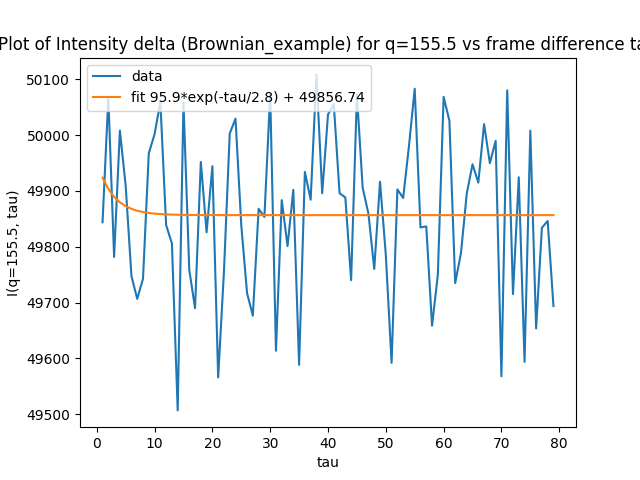 Plot of Intensity delta (Brownian_example) for q=155.5 vs frame difference ta
data
fit 95.9*exp(-tau/2.8) + 49856.74
I(q=155.5, tau)
50100
50000
49900
49800
49700
49600
49500
0 10 20 30 40 50 60 70 80
tau